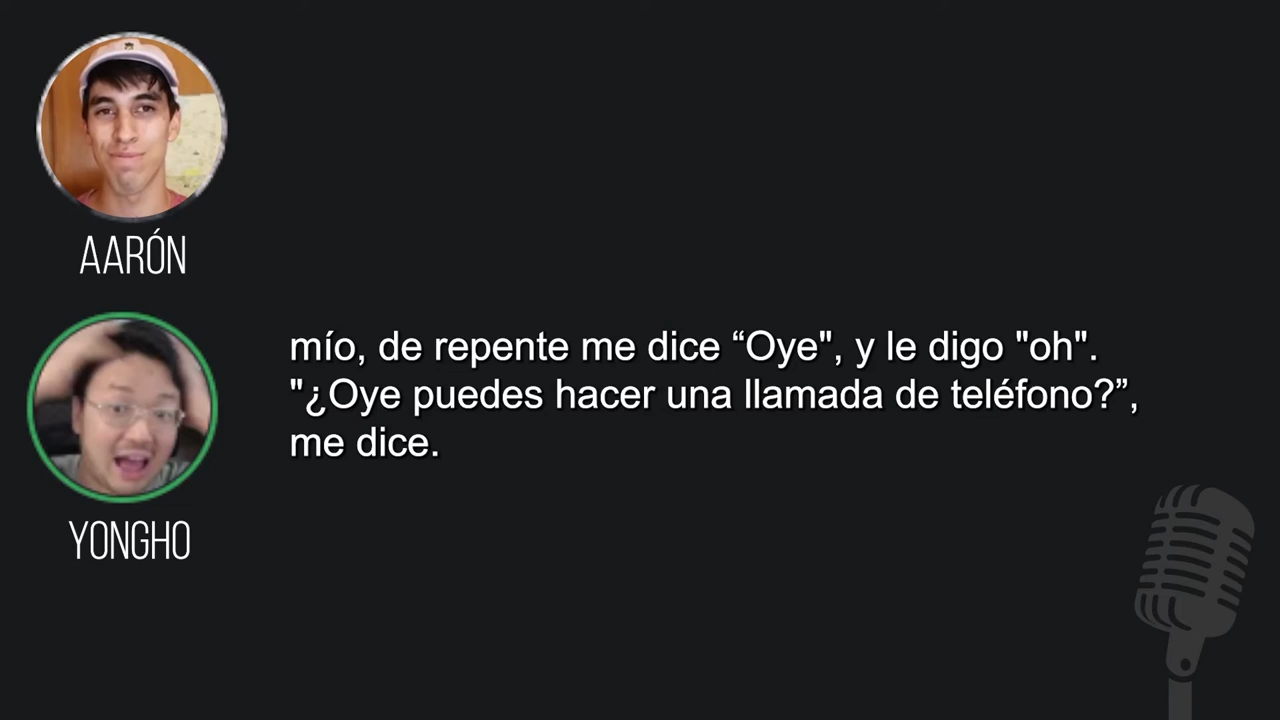 AARÓN
mío, de repente me dice “Oye", y le digo "oh".
"¿Oye puedes hacer una llamada de teléfono?”,
me dice.
YONGHO